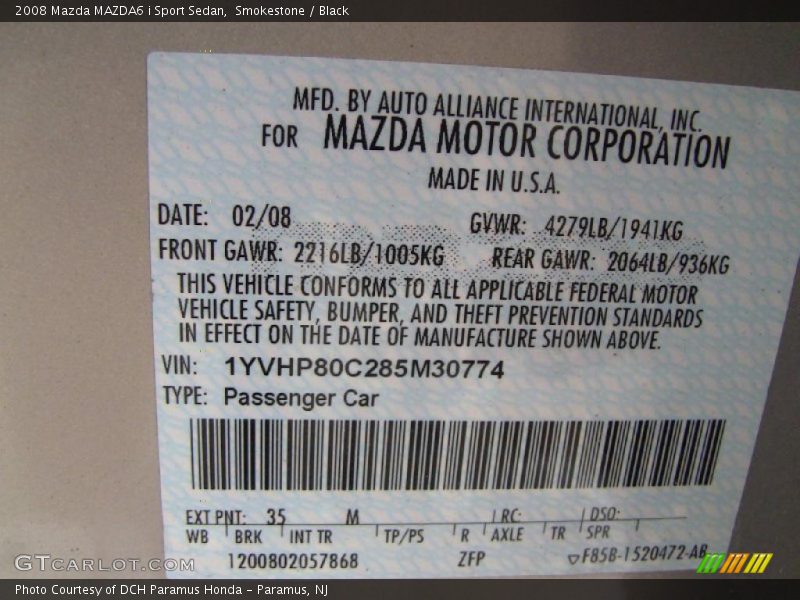 2008 Mazda MAZDA6 i Sport Sedan, Smokestone / Black
MFD. BY AUTO ALLIANCE INTERNATIONAL, INC.
FOR MAZDA MOTOR CORPORATION
MADE IN U.S.A.
DATE: 02/08 GVWR: 4279LB/1941KG
FRONT GAWR: 2216LB/1005KG REAR GAWR: 2064LB/936KG
THIS VEHICLE CONFORMS TO ALL APPLICABLE FEDERAL MOTOR
VEHICLE SAFETY, BUMPER, AND THEFT PREVENTION STANDARDS
IN EFFECT ON THE DATE OF MANUFACTURE SHOWN ABOVE.
VIN: 1YVHP80C285M30774
TYPE: Passenger Car
EXT PNT: 35 M RC: DSO:
WB BRK INT TR TP/PS R AXLE TR SPR
1200802057868 ZFP F85B-1520472-AB
GTCARLOT.COM
Photo Courtesy of DCH Paramus Honda - Paramus, NJ